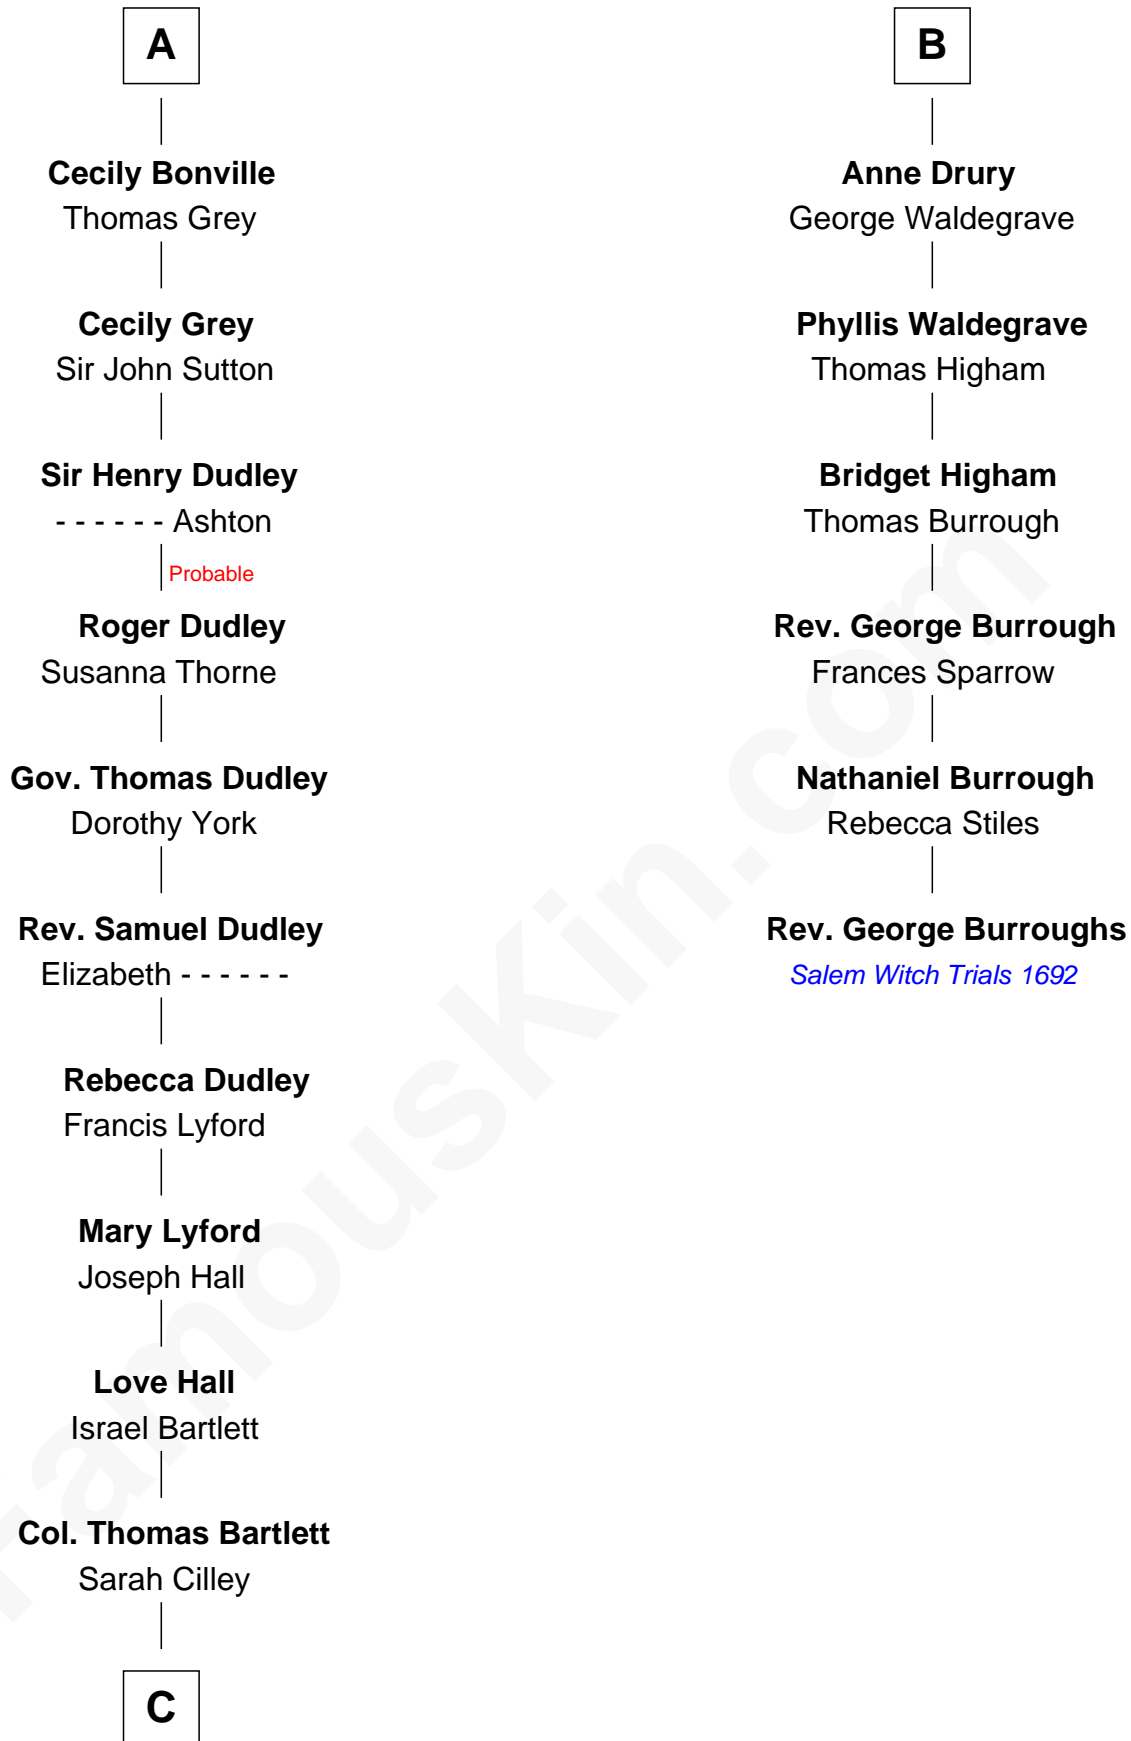 A
Cecily Bonville
Thomas Grey
Cecily Grey
Sir John Sutton
Sir Henry Dudley
- - - - - - Ashton
Probable
Roger Dudley
Susanna Thorne
Gov. Thomas Dudley
Dorothy York
Rev. Samuel Dudley
Elizabeth - - - - - -
Rebecca Dudley
Francis Lyford
Mary Lyford
Joseph Hall
Love Hall
Israel Bartlett
Col. Thomas Bartlett
Sarah Cilley
C
B
Anne Drury
George Waldegrave
Phyllis Waldegrave
Thomas Higham
Bridget Higham
Thomas Burrough
Rev. George Burrough
Frances Sparrow
Nathaniel Burrough
Rebecca Stiles
Rev. George Burroughs
Salem Witch Trials 1692
FamousKin.com